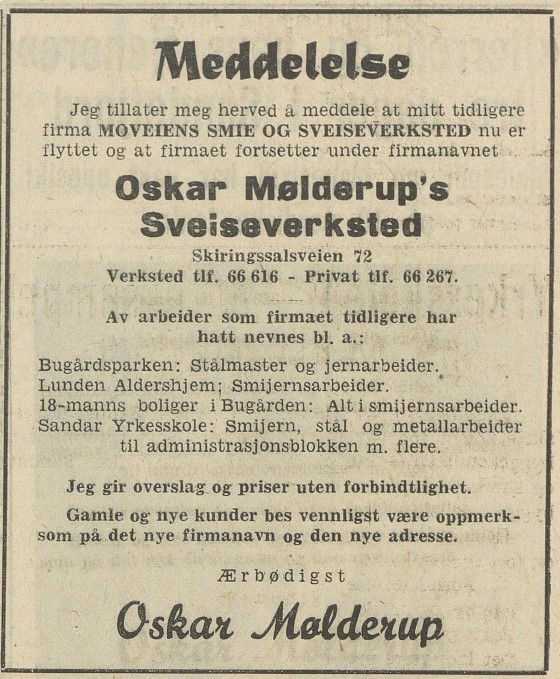 Meddelelse
Jeg tillater meg herved å meddele at mitt tidligere
firma MOVEIENS SMIE OG SVEISEVERKSTED nu er
flyttet og at firmaet fortsetter under firmanavnet
Oskar Mølderup's
Sveiseverksted
Skiringssalsveien 72
Verksted tlf. 66 616 - Privat tlf. 66 267.
Av arbeider som firmaet tidligere har
hatt nevnes bl. a.:
Bugårdsparken: Stålmaster og jernarbeider.
Lunden Aldershjem: Smijernsarbeider.
18-manns boliger i Bugården: Alt i smijernsarbeider.
Sandar Yrkesskole: Smijern, stål og metallarbeider
til administrasjonsblokken m. flere.
Jeg gir overslag og priser uten forbindtlighet.
Gamle og nye kunder bes vennligst være oppmerk-
som på det nye firmanavn og den nye adresse.
Ærbødigst
Oskar Mølderup